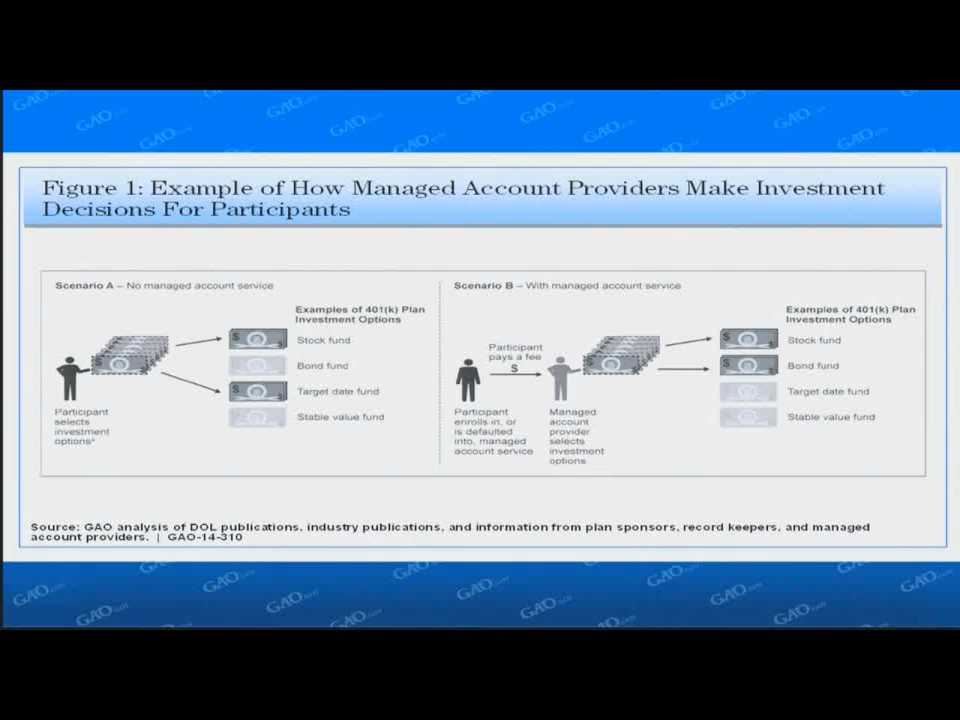 Figure 1: Example of How Managed Account Providers Make Investment
Decisions For Participants
Scenario A – No managed account service
Examples of 401(k) Plan
Investment Options
Stock fund
Bond fund
Target date fund
Stable value fund
Participant
selects
investment
optionsᵃ
Scenario B – With managed account service
Participant
pays a fee
$
Participant
enrolls in, or
is defaulted
into, managed
account service
Managed
account
provider
selects
investment
options
Examples of 401(k) Plan
Investment Options
Stock fund
Bond fund
Target date fund
Stable value fund
Source: GAO analysis of DOL publications, industry publications, and information from plan sponsors, record keepers, and managed
account providers. | GAO-14-310